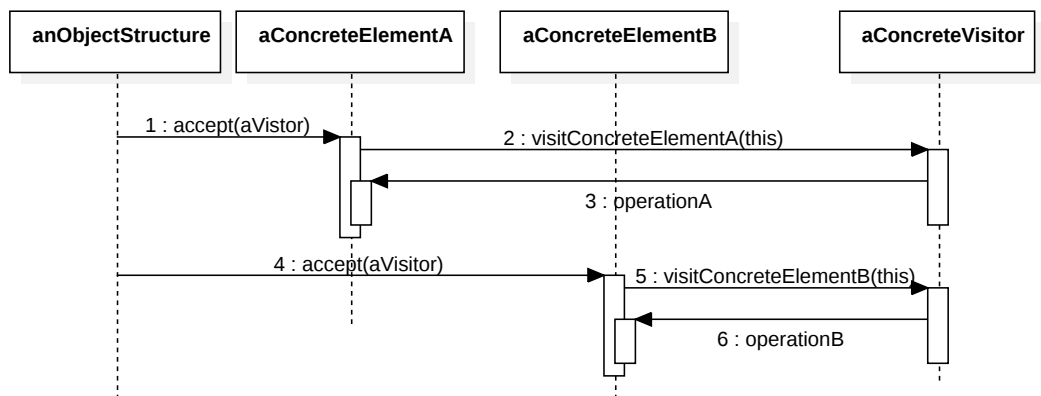 anObjectStructure
aConcreteElementA
aConcreteElementB
aConcreteVisitor
1 : accept(aVistor)
2 : visitConcreteElementA(this)
3 : operationA
4 : accept(aVisitor)
5 : visitConcreteElementB(this)
6 : operationB